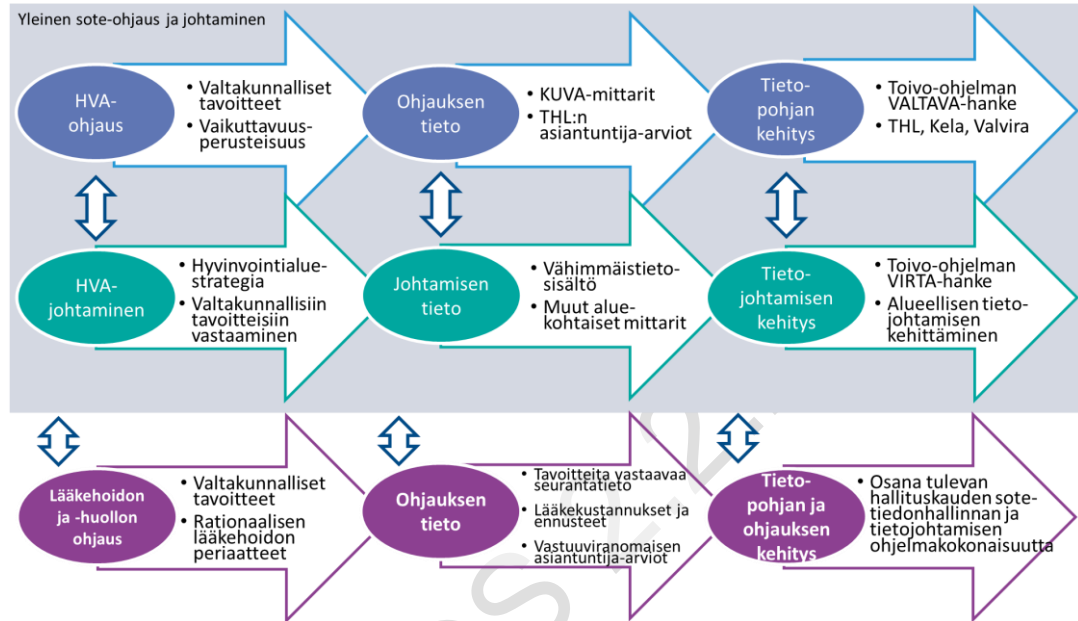 Yleinen sote-ohjaus ja johtaminen
HVA-
ohjaus
• Valtakunnalliset
tavoitteet
• Vaikuttavuus-
perusteisuus
Ohjauksen
tieto
• KUVA-mittarit
• THL:n
asiantuntija-arviot
Tieto-
pohjan
kehitys
• Toivo-ohjelman
VALTAVA-hanke
• THL, Kela, Valvira
HVA-
johtaminen
• Hyvinvointialue-
strategia
• Valtakunnallisiin
tavoitteisiin
vastaaminen
Johtamisen
tieto
• Vähimmäistieto-
sisältö
• Muut alue-
kohtaiset mittarit
Tieto-
johtamisen
kehitys
• Toivo-ohjelman
VIRTA-hanke
• Alueellisen tieto-
johtamisen
kehittäminen
Lääkehoidon
ja -huollon
ohjaus
• Valtakunnalliset
tavoitteet
• Rationaalisen
lääkehoidon
periaatteet
Ohjauksen
tieto
• Tavoitteita vastaavaa
seurantatieto
• Lääkekustannukset ja
ennusteet
• Vastuuviranomaisen
asiantuntija-arviot
Tieto-
pohjan ja
ohjauksen
kehitys
• Osana tulevan
hallituskauden sote-
tiedonhallinnan ja
tietojohtamisen
ohjelmakokonaisuutta